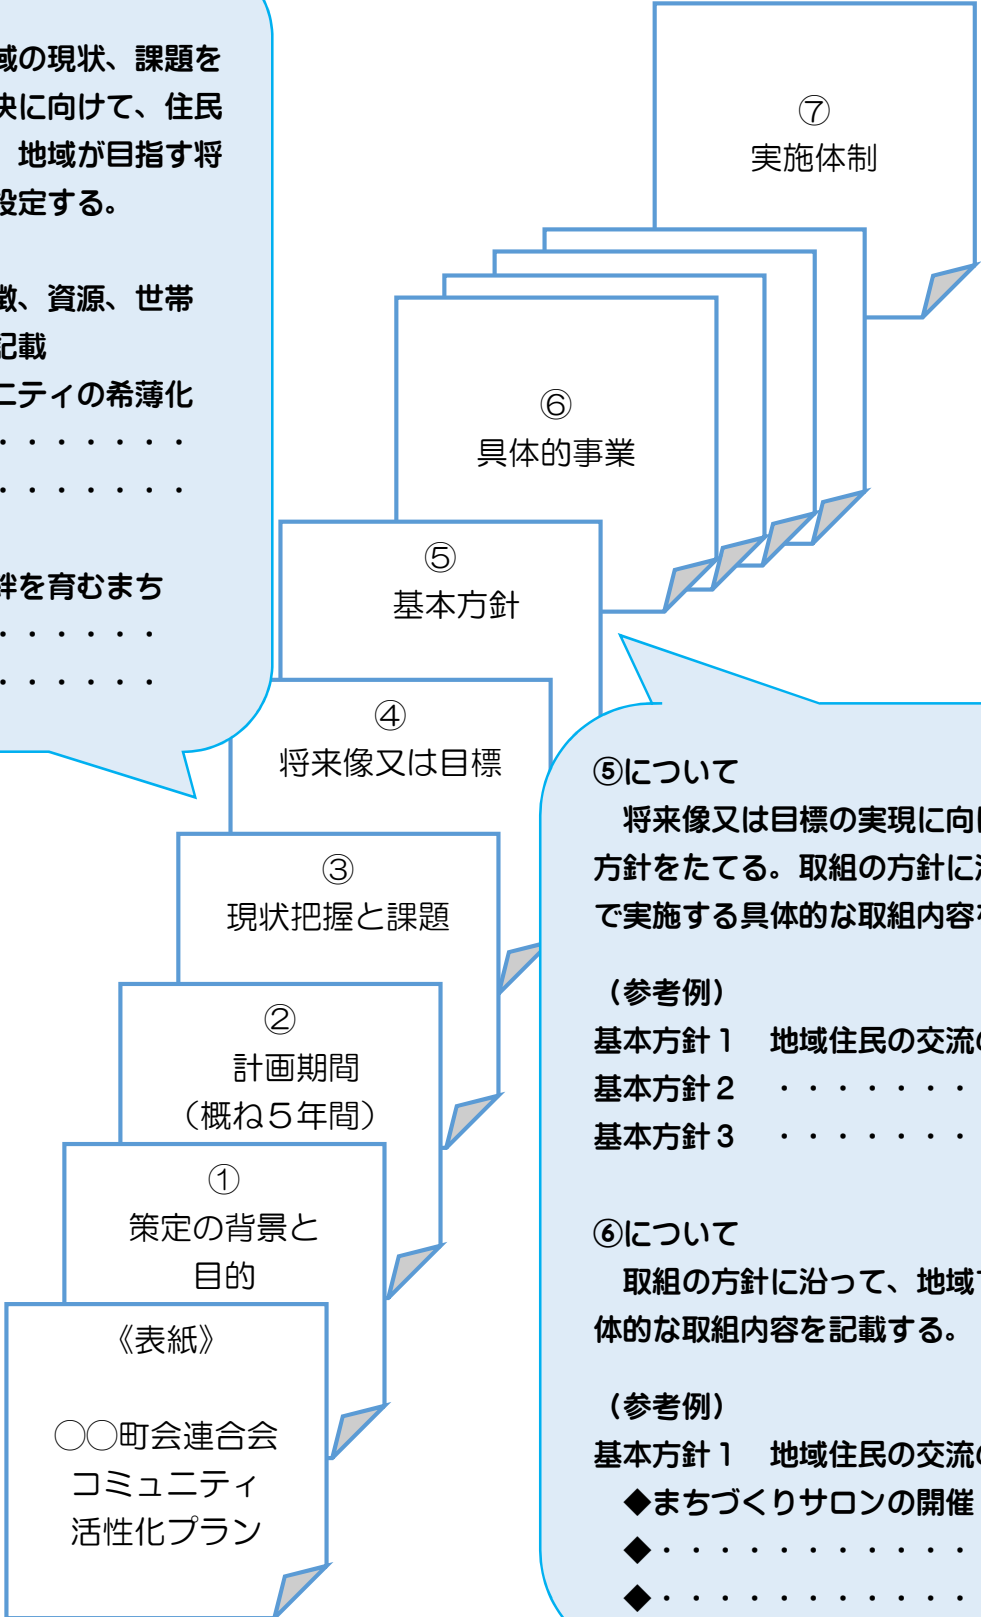 域の現状、課題を
決に向けて、住民
地域が目指す将
設定する。
徴、資源、世帯
記載
ニティの希薄化
・・・・・・・
・・・・・・・
絆を育むまち
・・・・・・
・・・・・・
⑦
実施体制
⑥
具体的事業
⑤
基本方針
④
将来像又は目標
③
現状把握と課題
②
計画期間
（概ね５年間）
①
策定の背景と
目的
《表紙》
○○町会連合会
コミュニティ
活性化プラン
⑤について
将来像又は目標の実現に向け
方針をたてる。取組の方針に
で実施する具体的な取組内容
（参考例）
基本方針１　地域住民の交流の
基本方針２　・・・・・・・
基本方針３　・・・・・・・
⑥について
取組の方針に沿って、地域
体的な取組内容を記載する。
（参考例）
基本方針１　地域住民の交流の
◆まちづくりサロンの開催
◆・・・・・・・・・・・
◆・・・・・・・・・・・